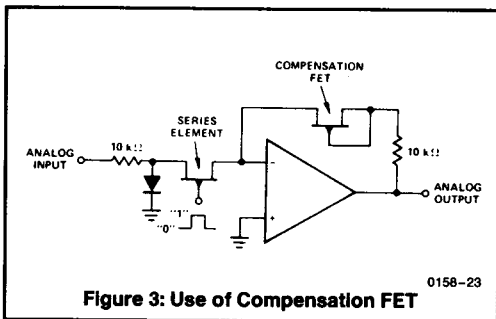 COMPENSATION
FET
SERIES
ELEMENT
ANALOG
INPUT
10 kΩ
10 kΩ
"1"
"0"
−
+
ANALOG
OUTPUT
0158–23
Figure 3: Use of Compensation FET